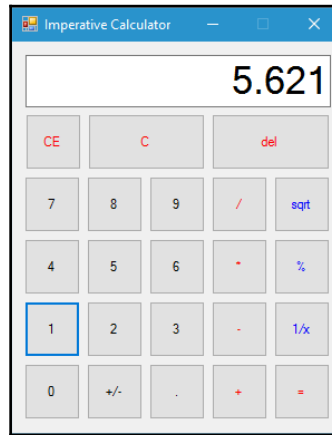 Imperative Calculator
5.621
CE C del
7 8 9 / sqrt
4 5 6 * %
1 2 3 - 1/x
0 +/- . + =